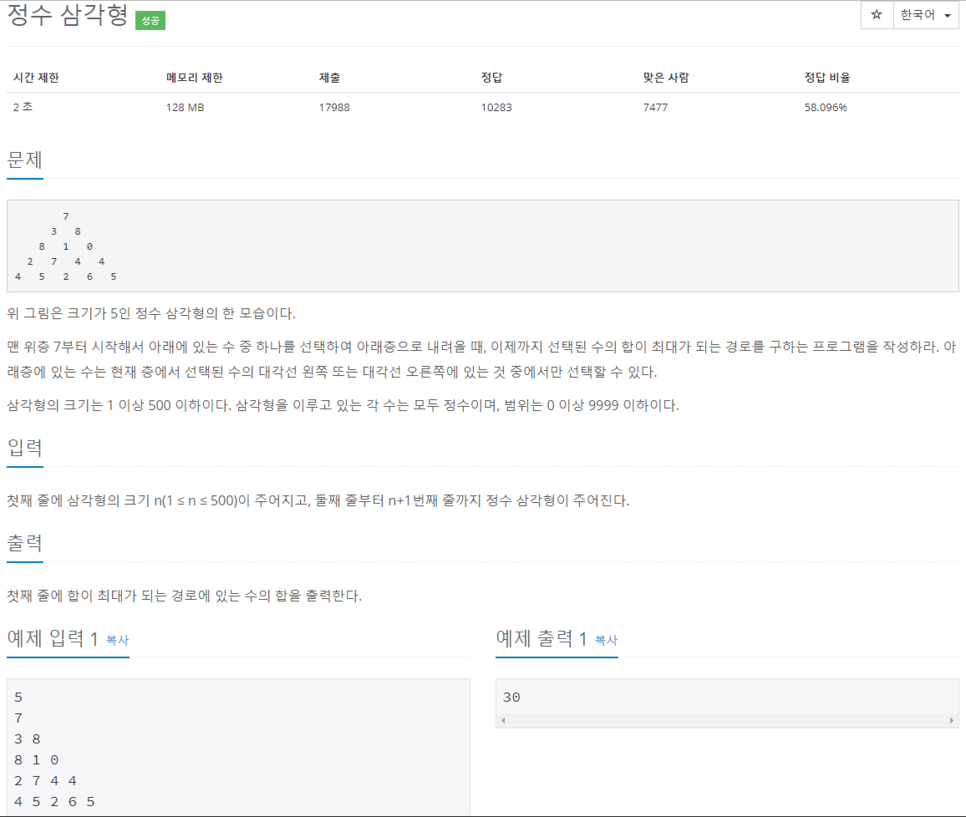 정수 삼각형 성공
☆ 한국어
시간 제한 메모리 제한 제출 정답 맞은 사람 정답 비율
2 초 128 MB 17988 10283 7477 58.096%
문제
7
3 8
8 1 0
2 7 4 4
4 5 2 6 5
위 그림은 크기가 5인 정수 삼각형의 한 모습이다.
맨 위층 7부터 시작해서 아래에 있는 수 중 하나를 선택하여 아래층으로 내려올 때, 이제까지 선택된 수의 합이 최대가 되는 경로를 구하는 프로그램을 작성하라. 아
래층에 있는 수는 현재 층에서 선택된 수의 대각선 왼쪽 또는 대각선 오른쪽에 있는 것 중에서만 선택할 수 있다.
삼각형의 크기는 1 이상 500 이하이다. 삼각형을 이루고 있는 각 수는 모두 정수이며, 범위는 0 이상 9999 이하이다.
입력
첫째 줄에 삼각형의 크기 n(1 ≤ n ≤ 500)이 주어지고, 둘째 줄부터 n+1번째 줄까지 정수 삼각형이 주어진다.
출력
첫째 줄에 합이 최대가 되는 경로에 있는 수의 합을 출력한다.
예제 입력 1 복사
5
7
3 8
8 1 0
2 7 4 4
4 5 2 6 5
예제 출력 1 복사
30